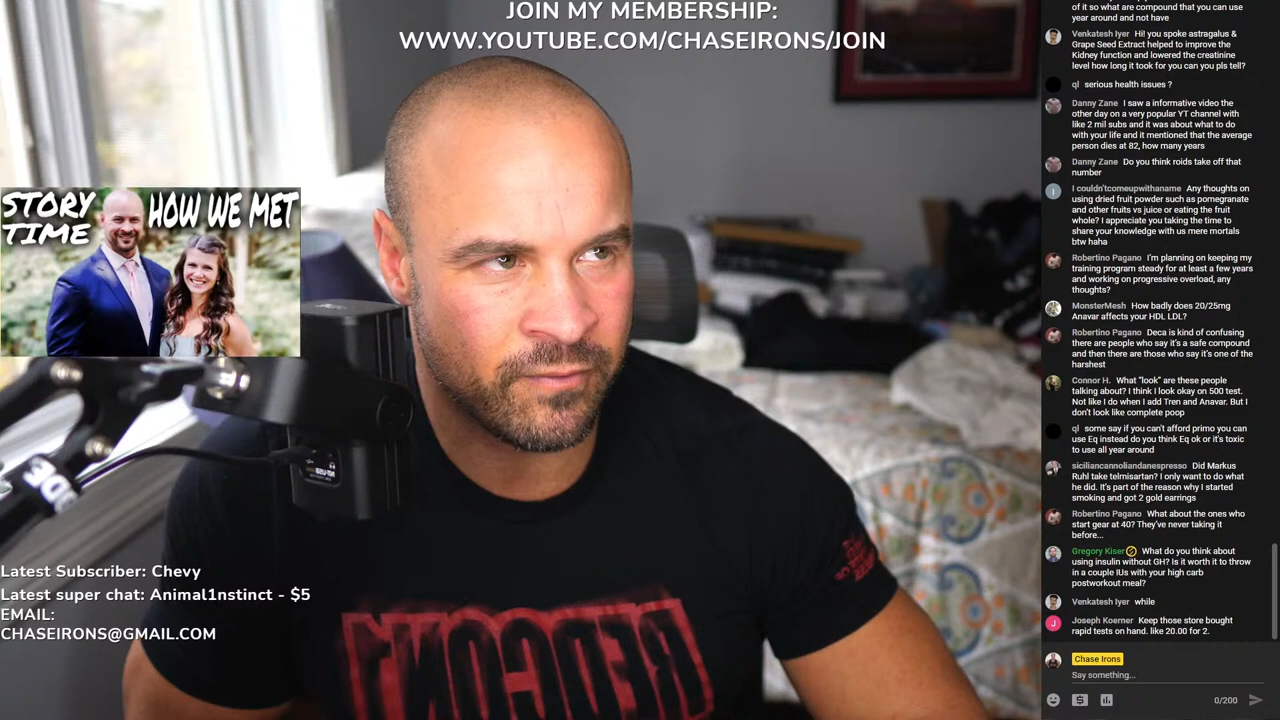 JOIN MY MEMBERSHIP:
WWW.YOUTUBE.COM/CHASEIRONS/JOIN
STORY
TIME
HOW WE MET
Latest Subscriber: Chevy
Latest super chat: Animal1nstinct - $5
EMAIL:
CHASEIRONS@GMAIL.COM
REDCON
of it so what are compound that you can use
year around and not have
Venkatesh Iyer Hi! you spoke astragalus &
Grape Seed Extract helped to improve the
Kidney function and lowered the creatinine
level how long it took for you can you pls tell?
ql serious health issues ?
Danny Zane I saw a informative video the
other day on a very popular YT channel with
like 2 mil subs and it was about what to do
with your life and it mentioned that the average
person dies at 82, how many years
Danny Zane Do you think roids take off that
number
I couldn'tcomeupwithaname Any thoughts on
using dried fruit powder such as pomegranate
and other fruits vs juice or eating the fruit
whole? I appreciate you taking the time to
share your knowledge with us mere mortals
btw haha
Robertino Pagano I'm planning on keeping my
training program steady for at least a few years
and working on progressive overload, any
thoughts?
MonsterMesh How badly does 20/25mg
Anavar affects your HDL LDL?
Robertino Pagano Deca is kind of confusing
there are people who say it's a safe compound
and then there are those who say it's one of the
harshest
Connor H. What "look" are these people
talking about? I think I look okay on 500 test.
Not like I do when I add Tren and Anavar. But I
don't look like complete poop
ql some say if you can't afford primo you can
use Eq instead do you think Eq ok or it's toxic
to use all year around
siciliancannoliandanespresso Did Markus
Ruhl take telmisartan? I only want to do what
he did. It's part of the reason why I started
smoking and got 2 gold earrings
Robertino Pagano What about the ones who
start gear at 40? They've never taking it
before...
Gregory Kiser What do you think about
using insulin without GH? Is it worth it to throw
in a couple IUs with your high carb
postworkout meal?
Venkatesh Iyer while
J
Joseph Koerner Keep those store bought
rapid tests on hand. like 20.00 for 2.
Chase Irons
Say something...
0/200